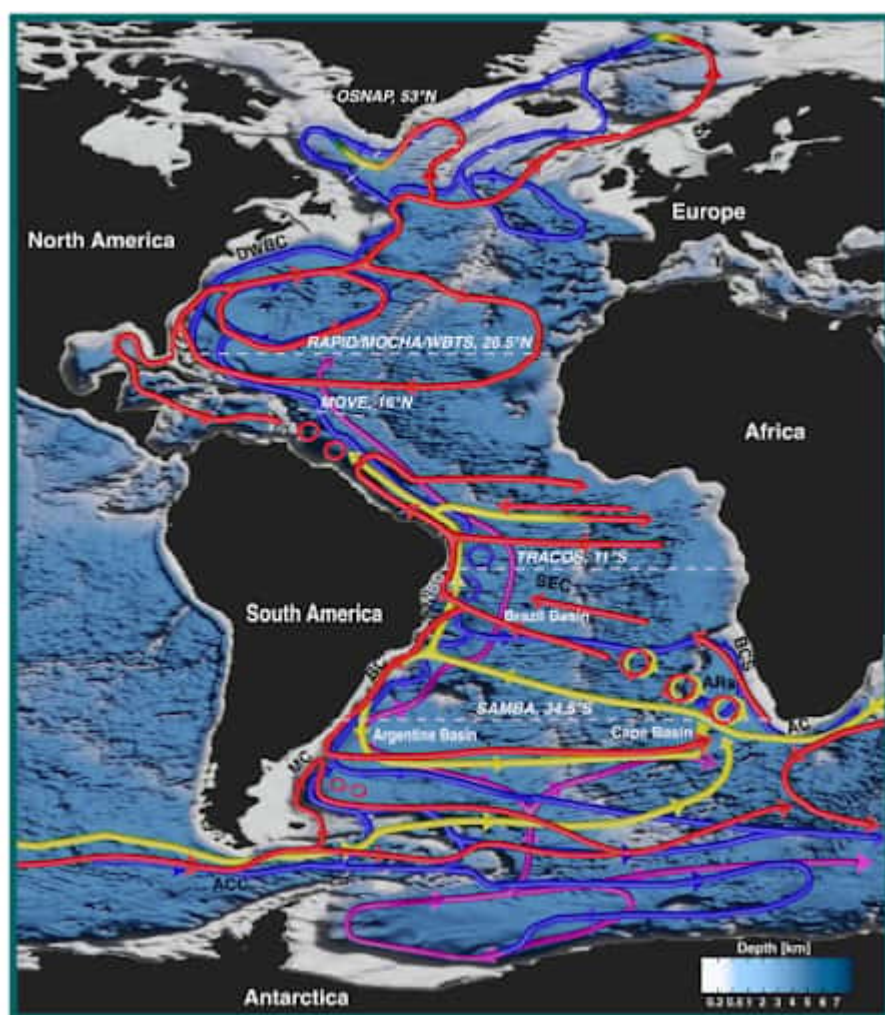 OSNAP, 53°N
Europe
North America
DWBC
RAPID/MOCHA/WBTS, 26.5°N
MOVE, 16°N
Africa
TRACOS, 11°S
SEC
South America
Brazil Basin
BCS
BC
ARs
SAMBA, 34.5°S
AC
Argentine Basin
Cape Basin
MC
ACC
Depth [km]
0.2 0.5 1 2 3 4 5 6 7
Antarctica